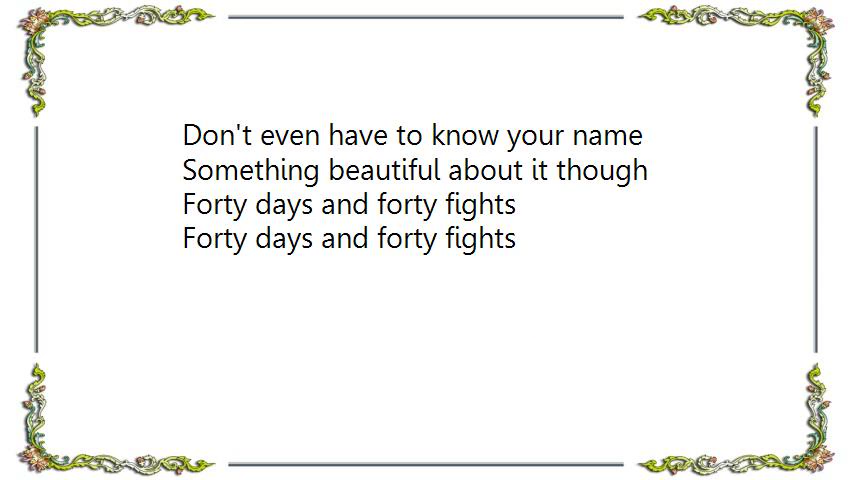 Don't even have to know your name
Something beautiful about it though
Forty days and forty fights
Forty days and forty fights